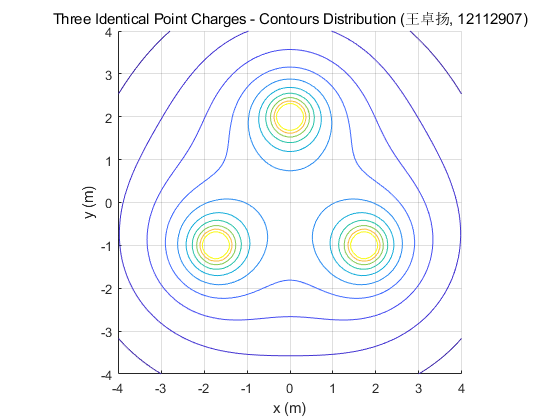 Three Identical Point Charges - Contours Distribution (王卓扬, 12112907)
4
3
2
1
0
-1
-2
-3
-4
y (m)
-4 -3 -2 -1 0 1 2 3 4
x (m)